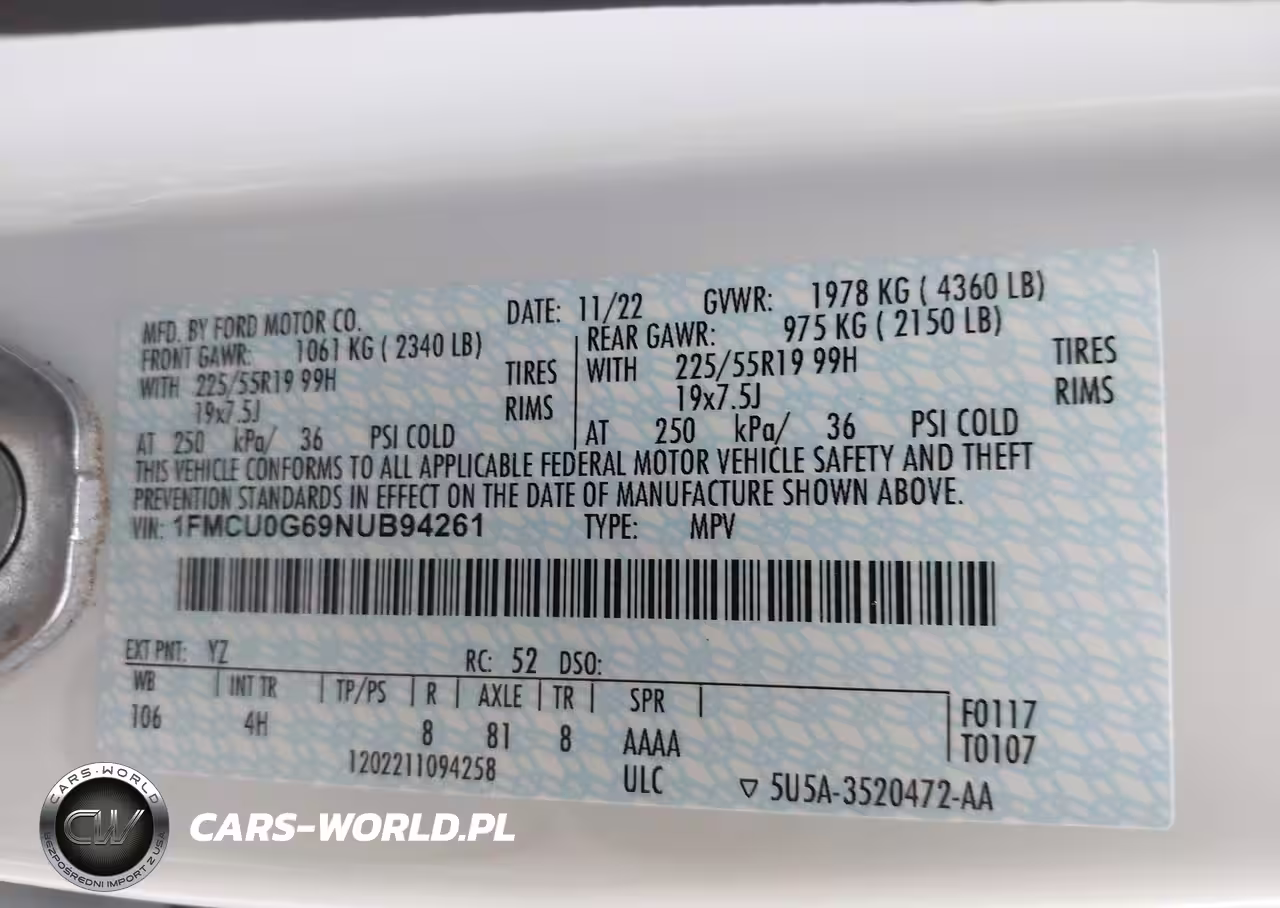 MFD. BY FORD MOTOR CO. DATE: 11/22 GVWR: 1978 KG ( 4360 LB)
FRONT GAWR: 1061 KG ( 2340 LB) REAR GAWR: 975 KG ( 2150 LB)
WITH 225/55R19 99H TIRES WITH 225/55R19 99H TIRES
19x7.5J RIMS 19x7.5J RIMS
AT 250 kPa/ 36 PSI COLD AT 250 kPa/ 36 PSI COLD
THIS VEHICLE CONFORMS TO ALL APPLICABLE FEDERAL MOTOR VEHICLE SAFETY AND THEFT
PREVENTION STANDARDS IN EFFECT ON THE DATE OF MANUFACTURE SHOWN ABOVE.
VIN: 1FMCU0G69NUB94261 TYPE: MPV
EXT PNT: YZ RC: 52 DSO:
WB INT TR TP/PS R AXLE TR SPR
106 4H 8 81 8 AAAA
F0117
T0107
1202211094258 ULC ▽ 5U5A-3520472-AA
CARS-WORLD
CW
BEZPOŚREDNI IMPORT Z USA
CARS-WORLD.PL